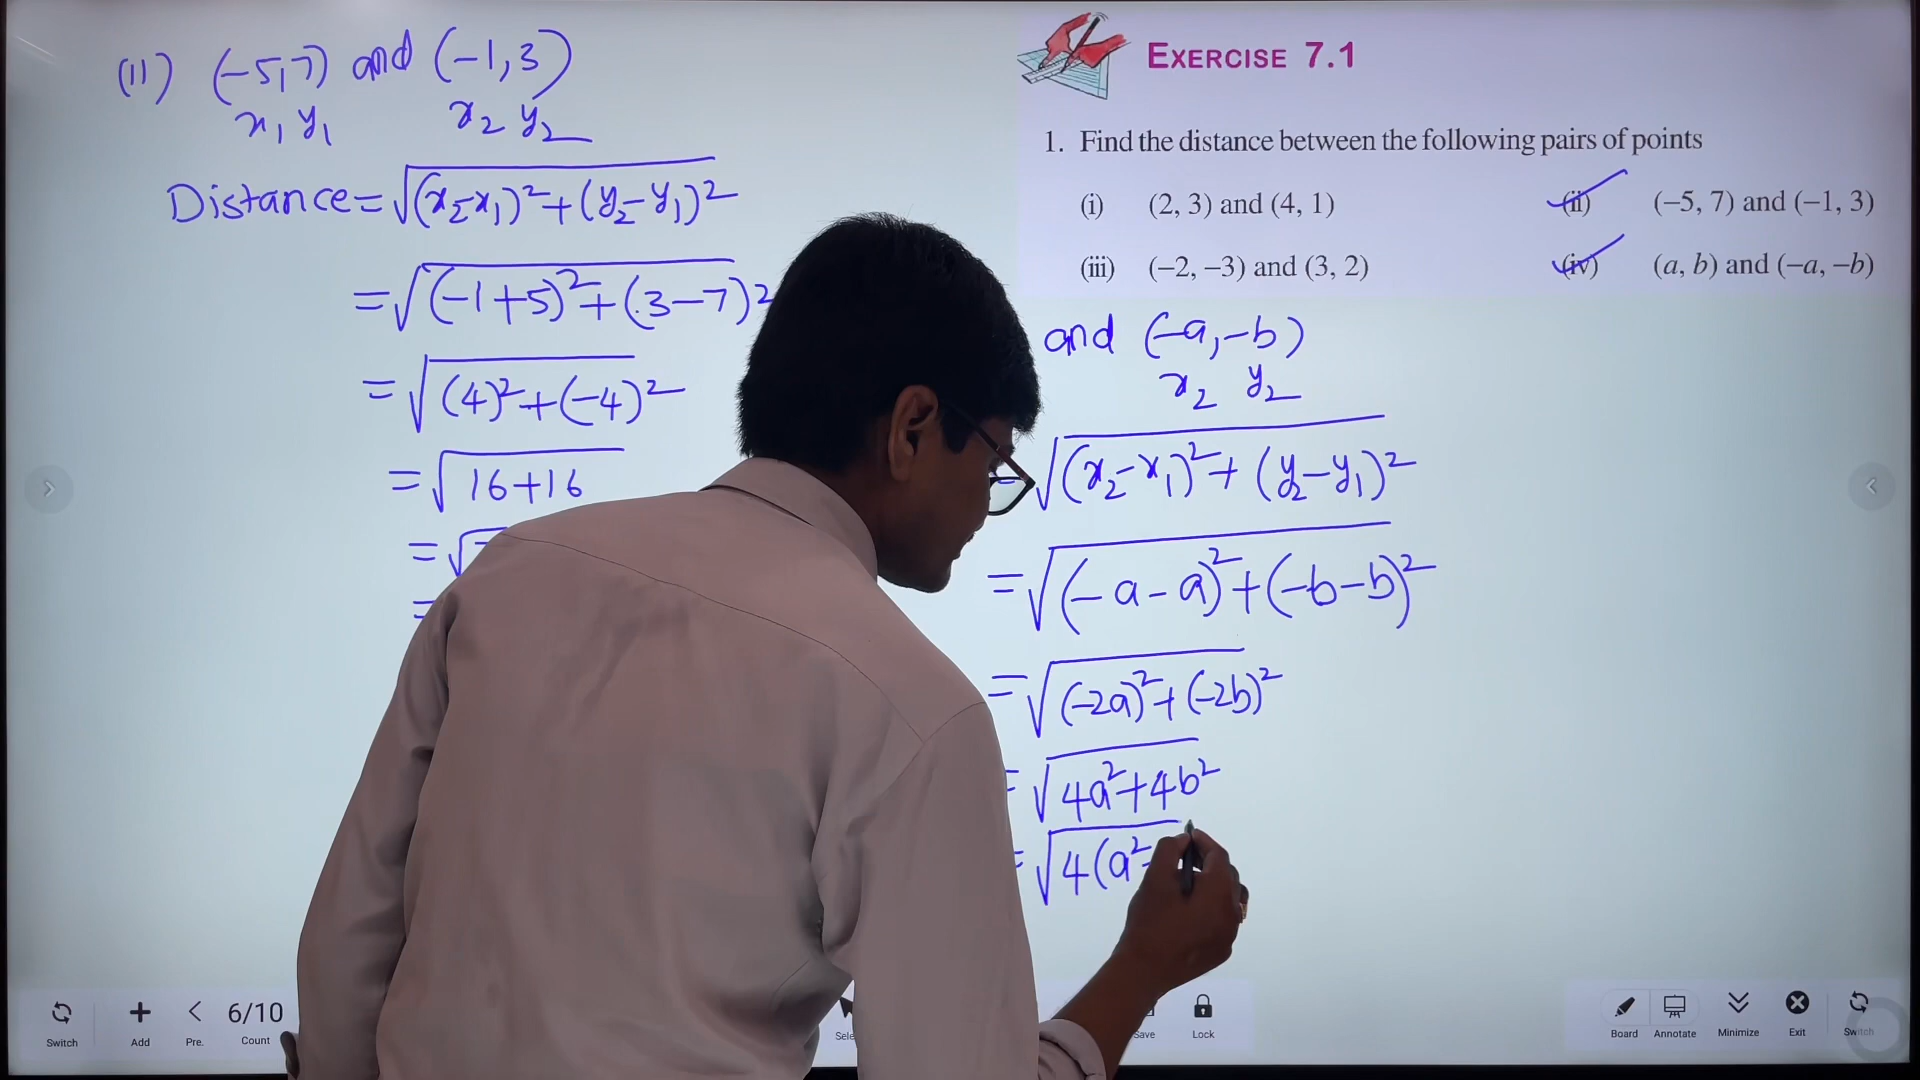 (ii) (-5,7) and (-1,3)
x₁ y₁ x₂ y₂
Distance=√(x₂-x₁)²+(y₂-y₁)²
=√(-1+5)²+(3-7)²
=√(4)²+(-4)²
=√16+16
=√
=
EXERCISE 7.1
1. Find the distance between the following pairs of points
(i) (2, 3) and (4, 1) (ii) (–5, 7) and (–1, 3)
(iii) (–2, –3) and (3, 2) (iv) (a, b) and (–a, –b)
and (-a,-b)
x₂ y₂
=√(x₂-x₁)²+(y₂-y₁)²
=√(-a-a)²+(-b-b)²
=√(-2a)²+(-2b)²
=√4a²+4b²
=√4(a²
6/10
Switch Add Pre. Count Save Lock Board Annotate Minimize Exit Switch